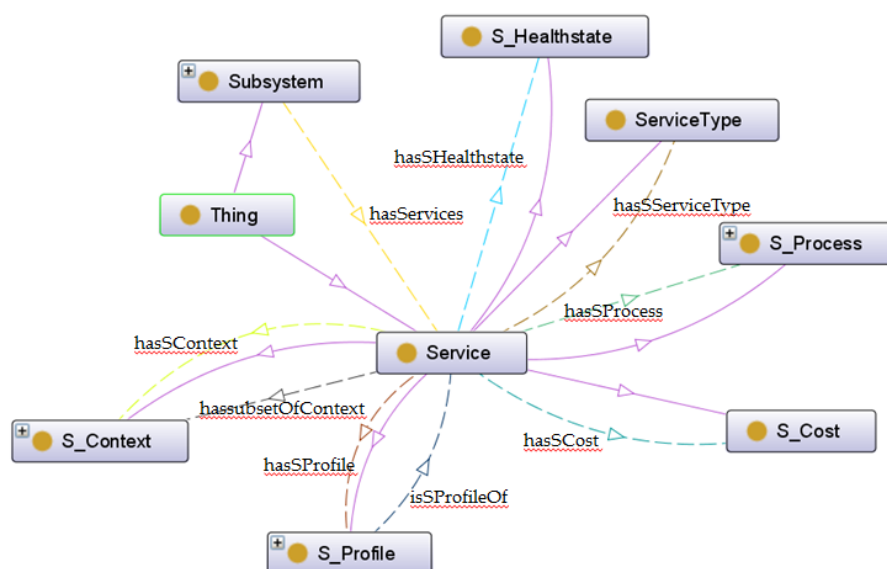 S_Healthstate
Subsystem
ServiceType
hasSHealthstate
hasSServiceType
Thing
hasServices
S_Process
hasSProcess
hasSContext
Service
hassubsetOfContext
S_Context
hasSCost
S_Cost
hasSProfile
isSProfileOf
S_Profile